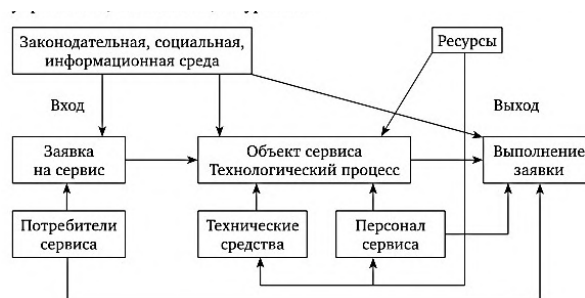 Законодательная, социальная,
информационная среда
Ресурсы
Вход
Выход
Заявка
на сервис
Объект сервиса
Технологический процесс
Выполнение
заявки
Потребители
сервиса
Технические
средства
Персонал
сервиса